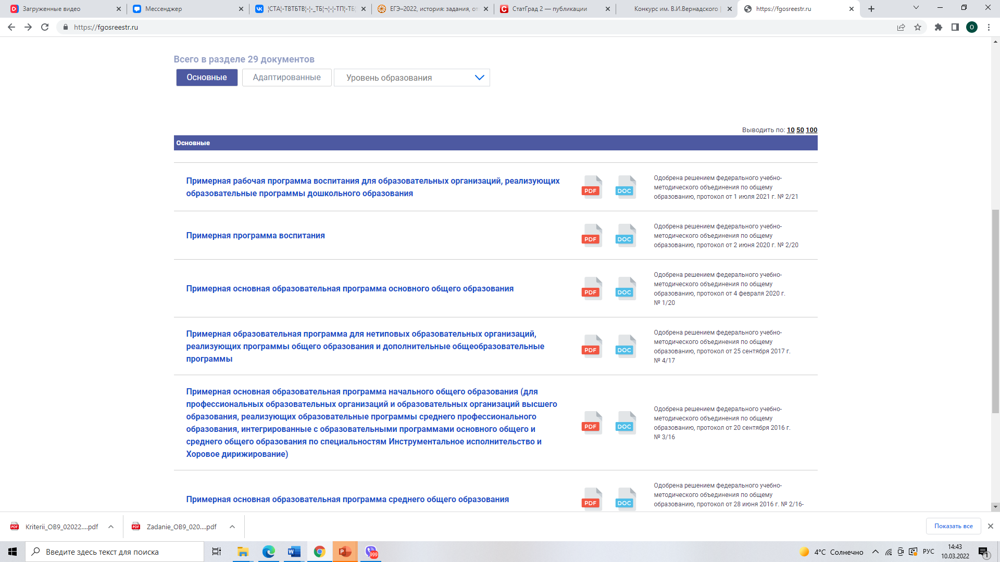 Загруженные видео
Мессенджер
¦СТА¦-ТВТБТВ¦-¦-_ТБ¦¬¦-¦-ТП¦-ТБ
ЕГЭ–2022, история: задания, от
СтатГрад 2 — публикации
Конкурс им. В.И.Вернадского |
https://fgosreestr.ru
https://fgosreestr.ru
O
Всего в разделе 29 документов
Основные
Адаптированные
Уровень образования
Выводить по: 10 50 100
Основные
Примерная рабочая программа воспитания для образовательных организаций, реализующих
образовательные программы дошкольного образования
PDF
DOC
Одобрена решением федерального учебно-
методического объединения по общему
образованию, протокол от 1 июля 2021 г. № 2/21
Примерная программа воспитания
PDF
DOC
Одобрена решением федерального учебно-
методического объединения по общему
образованию, протокол от 2 июня 2020 г. № 2/20
Примерная основная образовательная программа основного общего образования
PDF
DOC
Одобрена решением федерального учебно-
методического объединения по общему
образованию, протокол от 4 февраля 2020 г.
№ 1/20
Примерная образовательная программа для нетиповых образовательных организаций,
реализующих программы общего образования и дополнительные общеобразовательные
программы
PDF
DOC
Одобрена решением федерального учебно-
методического объединения по общему
образованию, протокол от 25 сентября 2017 г.
№ 4/17
Примерная основная образовательная программа начального общего образования (для
профессиональных образовательных организаций и образовательных организаций высшего
образования, реализующих образовательные программы среднего профессионального
образования, интегрированные с образовательными программами основного общего и
среднего общего образования по специальностям Инструментальное исполнительство и
Хоровое дирижирование)
PDF
DOC
Одобрена решением федерального учебно-
методического объединения по общему
образованию, протокол от 20 сентября 2016 г.
№ 3/16
Примерная основная образовательная программа среднего общего образования
PDF
DOC
Одобрена решением федерального учебно-
методического объединения по общему
образованию, протокол от 28 июня 2016 г. № 2/16-
Kriterii_OB9_02022....pdf
Zadanie_OB9_020....pdf
Показать все
Введите здесь текст для поиска
999
4°C Солнечно
РУС
14:43
10.03.2022
1